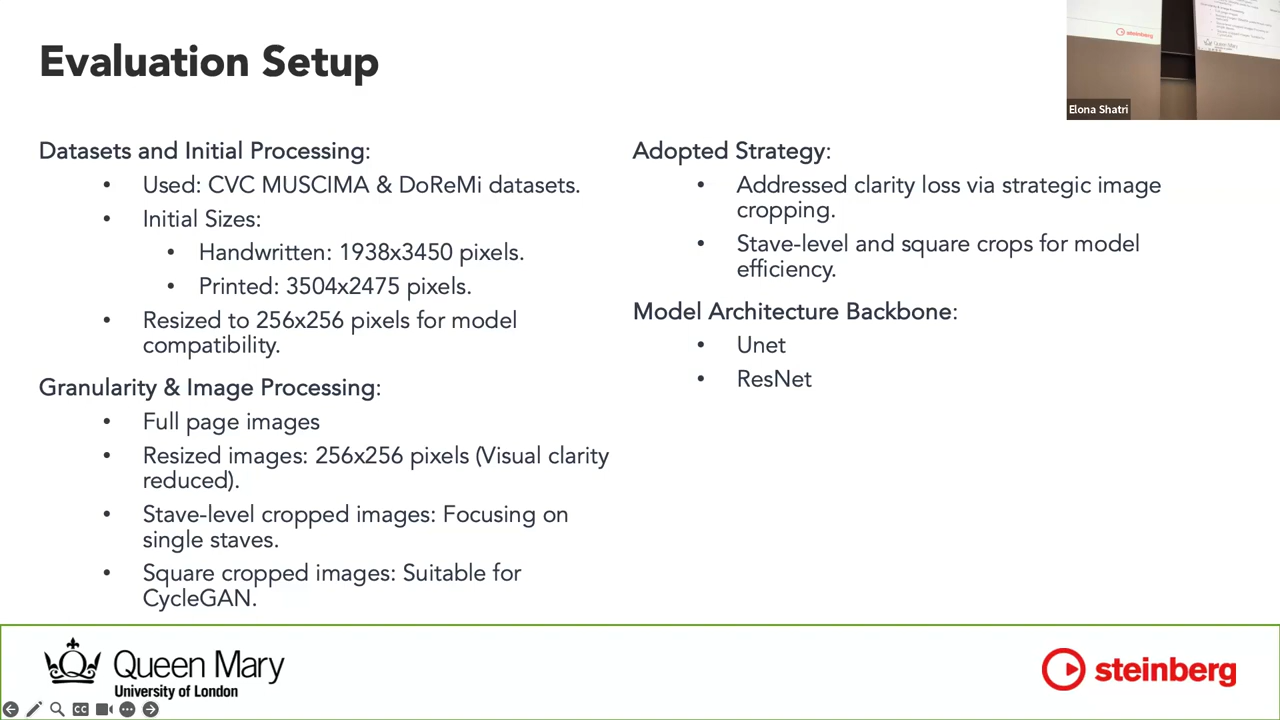 Evaluation Setup
Datasets and Initial Processing:
• Used: CVC MUSCIMA & DoReMi datasets.
• Initial Sizes:
• Handwritten: 1938x3450 pixels.
• Printed: 3504x2475 pixels.
• Resized to 256x256 pixels for model
compatibility.
Granularity & Image Processing:
• Full page images
• Resized images: 256x256 pixels (Visual clarity
reduced).
• Stave-level cropped images: Focusing on
single staves.
• Square cropped images: Suitable for
CycleGAN.
Adopted Strategy:
• Addressed clarity loss via strategic image
cropping.
• Stave-level and square crops for model
efficiency.
Model Architecture Backbone:
• Unet
• ResNet
steinberg
Queen Mary
Elona Shatri
Queen Mary
University of London
steinberg
CC